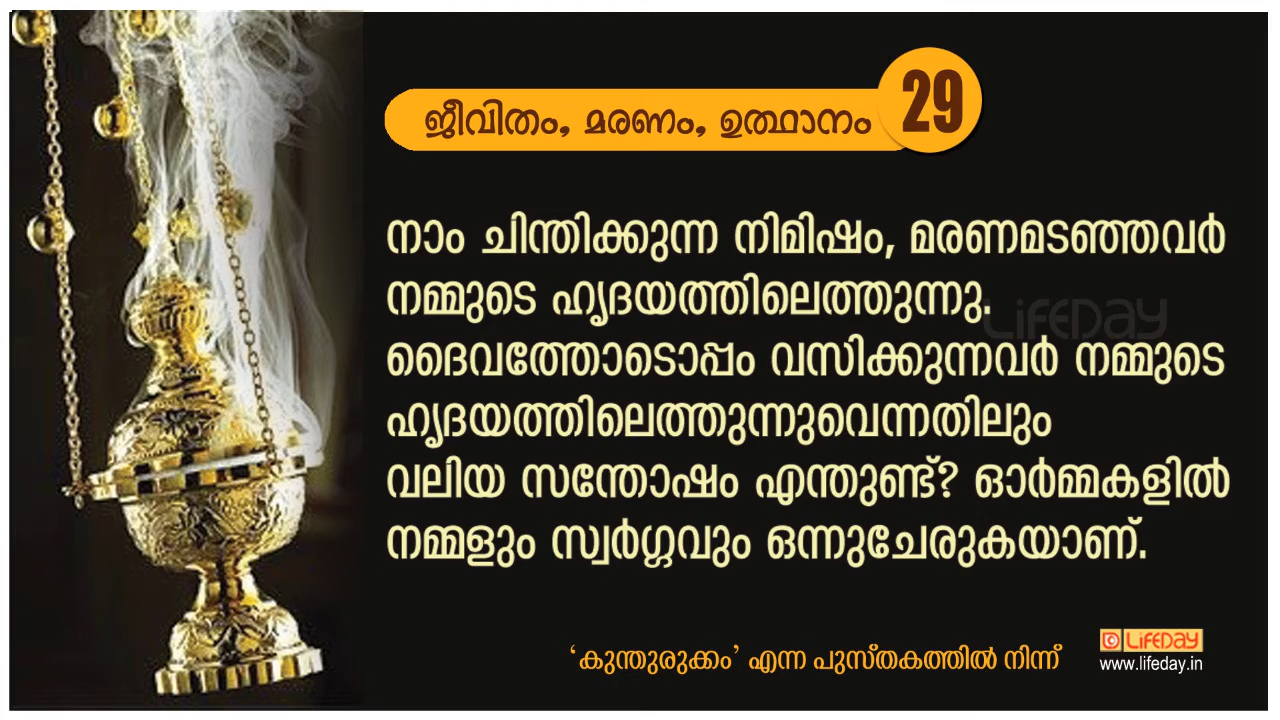 ജീവിതം, മരണം, ഉത്ഥാനം 29
നാം ചിന്തിക്കുന്ന നിമിഷം, മരണമടഞ്ഞവർ
നമ്മുടെ ഹൃദയത്തിലെത്തുന്നു.
LIFEDAY
ദൈവത്തോടൊപ്പം വസിക്കുന്നവർ നമ്മുടെ
ഹൃദയത്തിലെത്തുന്നുവെന്നതിലും
വലിയ സന്തോഷം എന്തുണ്ട്? ഓർമ്മകളിൽ
നമ്മളും സ്വർഗ്ഗവും ഒന്നുചേരുകയാണ്.
‘കുന്തുരുക്കം’ എന്ന പുസ്തകത്തിൽ നിന്ന്
LIFEDAY
www.lifeday.in